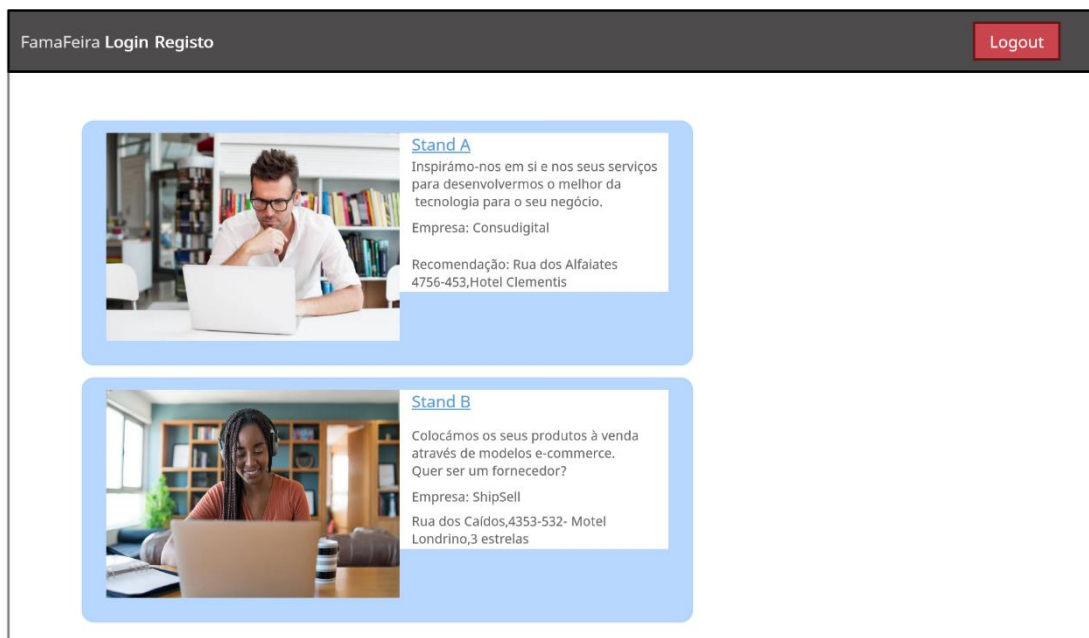 FamaFeira Login Registo
Logout
Stand A
Inspirámo-nos em si e nos seus serviços
para desenvolvermos o melhor da
tecnologia para o seu negócio.
Empresa: Consudigital
Recomendação: Rua dos Alfaiates
4756-453,Hotel Clementis
Stand B
Colocámos os seus produtos à venda
através de modelos e-commerce.
Quer ser um fornecedor?
Empresa: ShipSell
Rua dos Caídos,4353-532- Motel
Londrino,3 estrelas